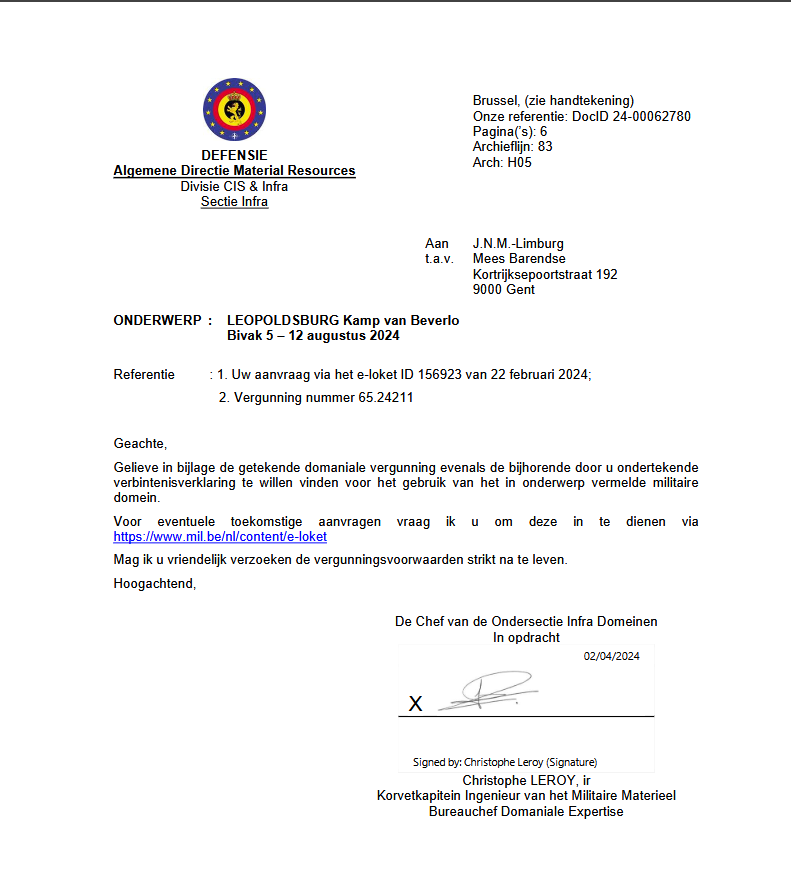 DEFENSIE
Algemene Directie Material Resources
Divisie CIS & Infra
Sectie Infra
Brussel, (zie handtekening)
Onze referentie: DocID 24-00062780
Pagina('s): 6
Archieflijn: 83
Arch: H05
Aan J.N.M.-Limburg
t.a.v. Mees Barendse
Kortrijksepoortstraat 192
9000 Gent
ONDERWERP : LEOPOLDSBURG Kamp van Beverlo
Bivak 5 – 12 augustus 2024
Referentie : 1. Uw aanvraag via het e-loket ID 156923 van 22 februari 2024;
2. Vergunning nummer 65.24211
Geachte,
Gelieve in bijlage de getekende domaniale vergunning evenals de bijhorende door u ondertekende
verbintenisverklaring te willen vinden voor het gebruik van het in onderwerp vermelde militaire
domein.
Voor eventuele toekomstige aanvragen vraag ik u om deze in te dienen via
https://www.mil.be/nl/content/e-loket
Mag ik u vriendelijk verzoeken de vergunningsvoorwaarden strikt na te leven.
Hoogachtend,
De Chef van de Ondersectie Infra Domeinen
In opdracht
02/04/2024
X
Signed by: Christophe Leroy (Signature)
Christophe LEROY, ir
Korvetkapitein Ingenieur van het Militaire Materieel
Bureauchef Domaniale Expertise